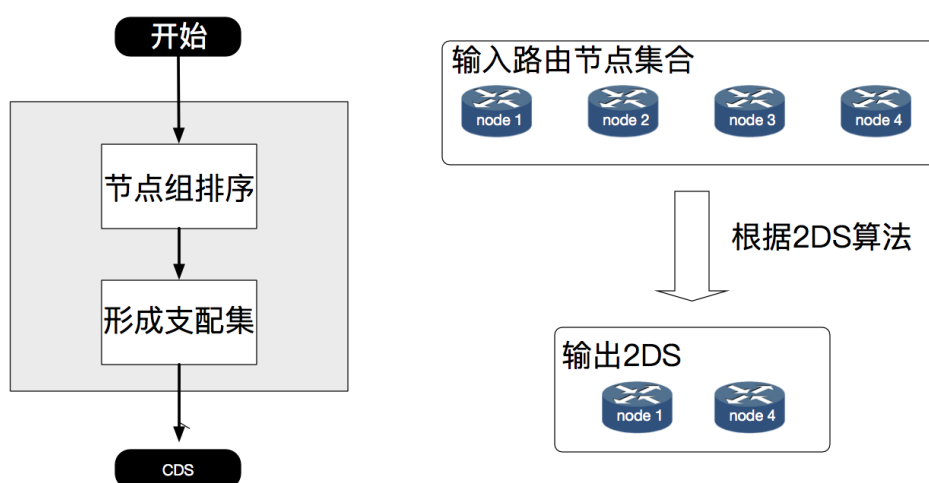 开始
节点组排序
形成支配集
CDS
输入路由节点集合
node 1
node 2
node 3
node 4
根据2DS算法
输出2DS
node 1
node 4